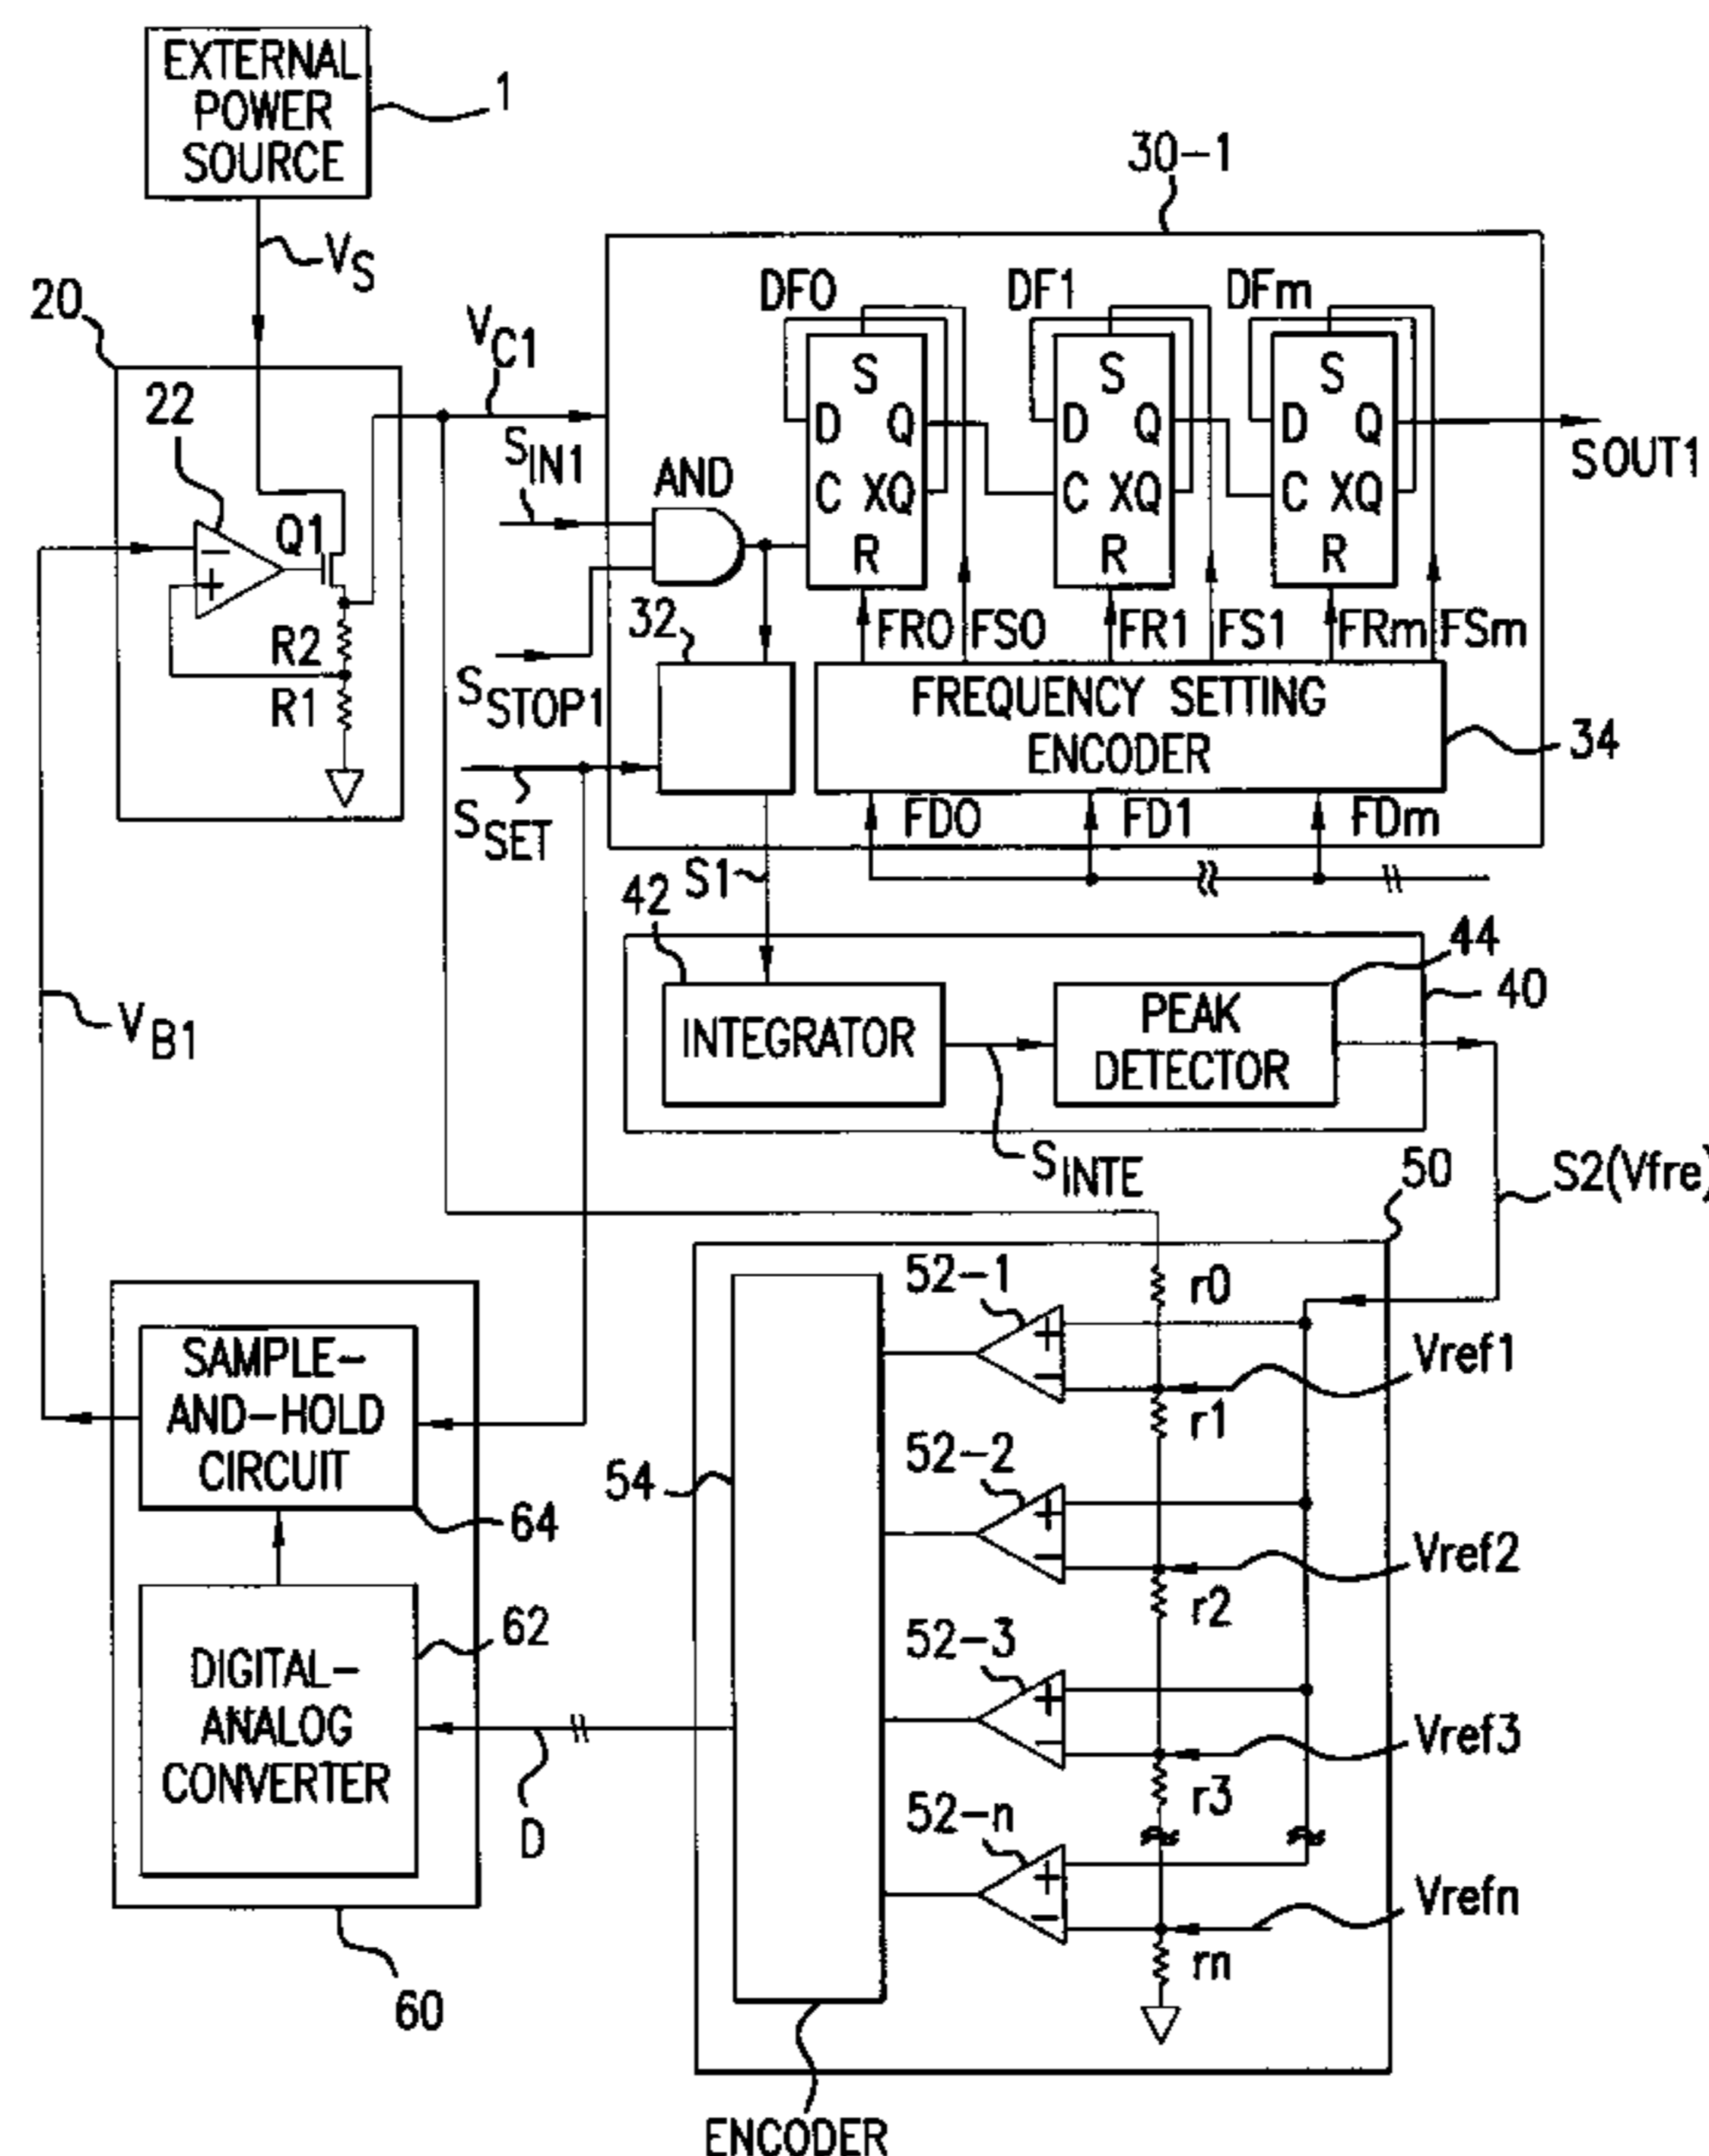 EXTERNAL
POWER
SOURCE
1
30-1
VS
20
VC1
DF0
DF1
DFm
22
SIN1
AND
S
D Q
C XQ
R
S
D Q
C XQ
R
S
D Q
C XQ
R
SOUT1
Q1
−
+
R2
R1
32
SSTOP1
SSET
FR0
FS0
FR1
FS1
FRm
FSm
FREQUENCY SETTING
ENCODER
34
FD0
FD1
FDm
S1
42
44
40
INTEGRATOR
PEAK
DETECTOR
SINTE
VB1
50
S2(Vfre)
52-1
+
−
r0
Vref1
r1
SAMPLE-
AND-HOLD
CIRCUIT
64
54
52-2
+
−
Vref2
r2
62
DIGITAL-
ANALOG
CONVERTER
52-3
+
−
Vref3
r3
D
52-n
+
−
Vrefn
rn
60
ENCODER